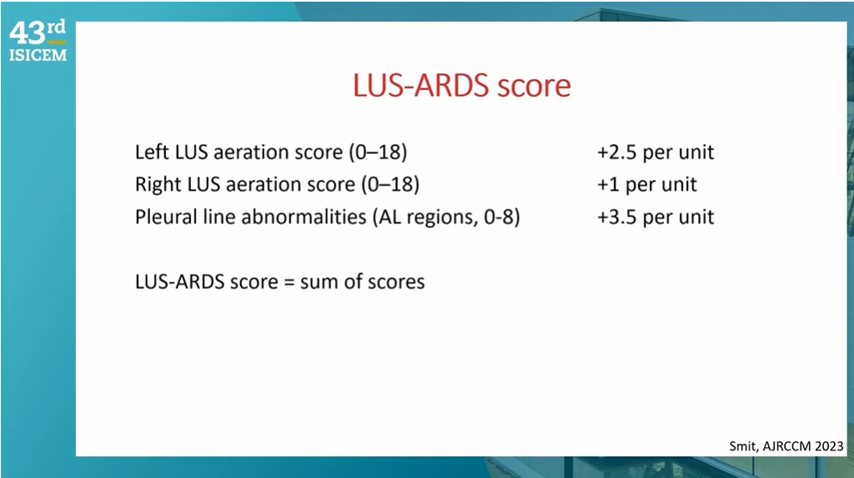 43rd
ISICEM
LUS-ARDS score
Left LUS aeration score (0–18) +2.5 per unit
Right LUS aeration score (0–18) +1 per unit
Pleural line abnormalities (AL regions, 0-8) +3.5 per unit
LUS-ARDS score = sum of scores
Smit, AJRCCM 2023